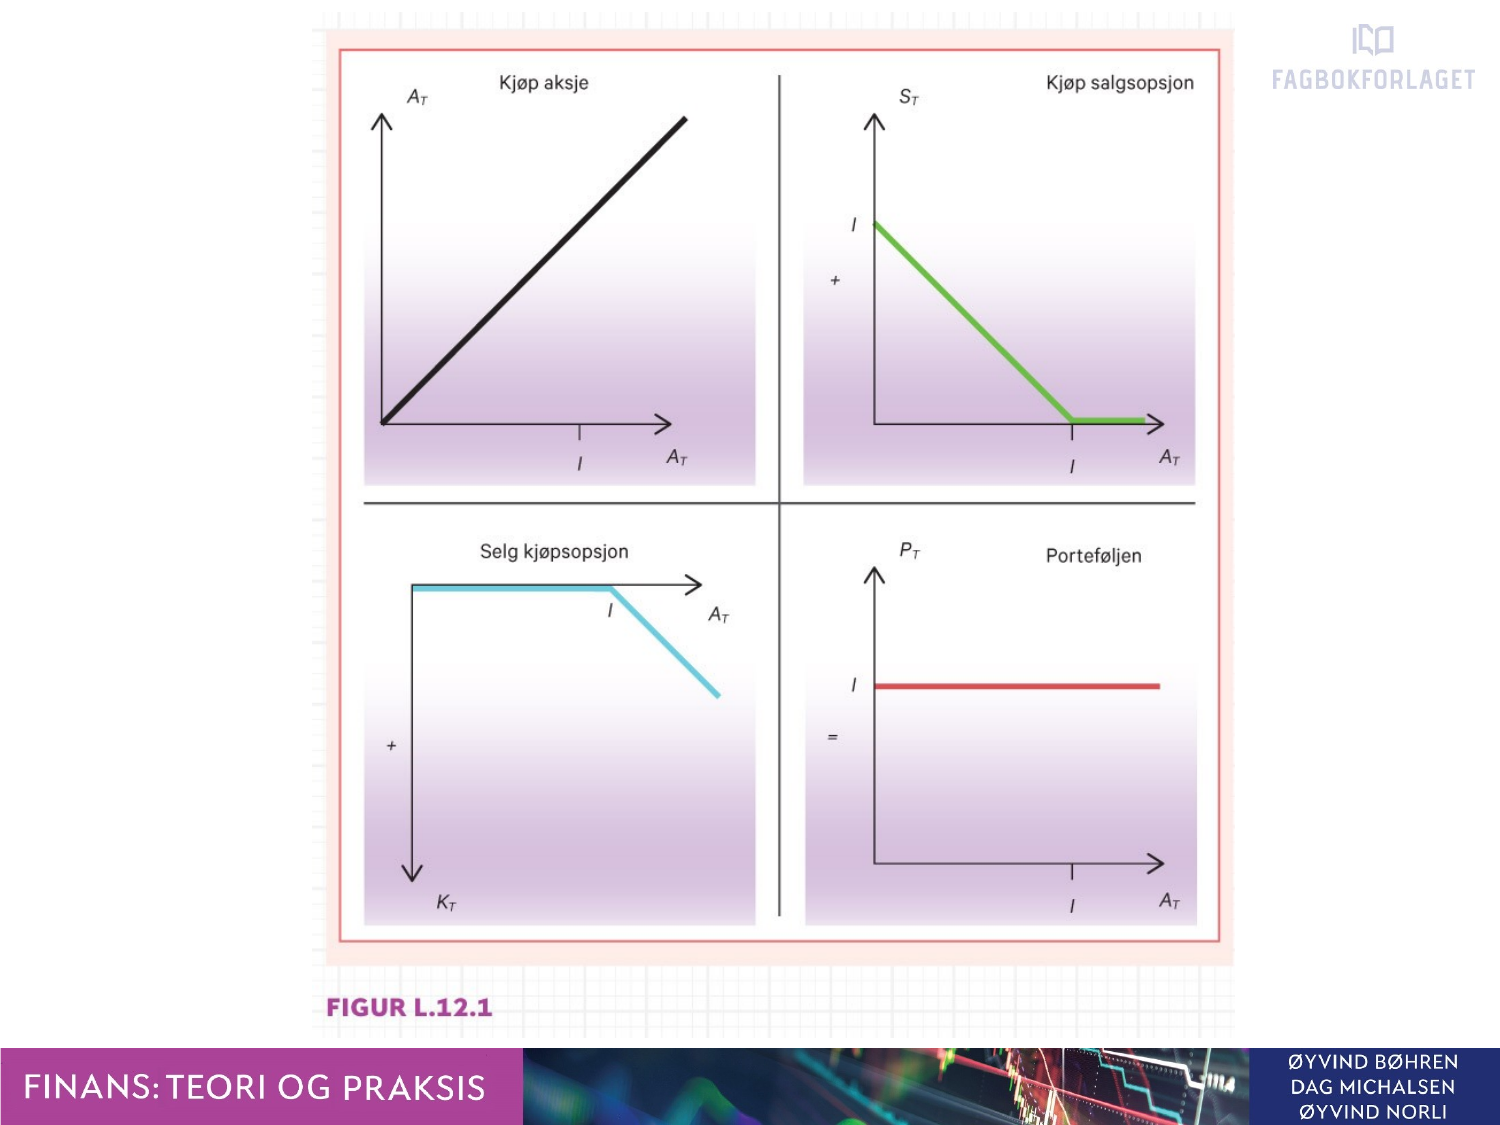 FAGBOKFORLAGET
Kjøp aksje
A_T
I
A_T
Kjøp salgsopsjon
S_T
I
+
I
A_T
Selg kjøpsopsjon
I
A_T
+
K_T
Porteføljen
P_T
I
=
I
A_T
FIGUR L.12.1
FINANS: TEORI OG PRAKSIS
ØYVIND BØHREN
DAG MICHALSEN
ØYVIND NORLI